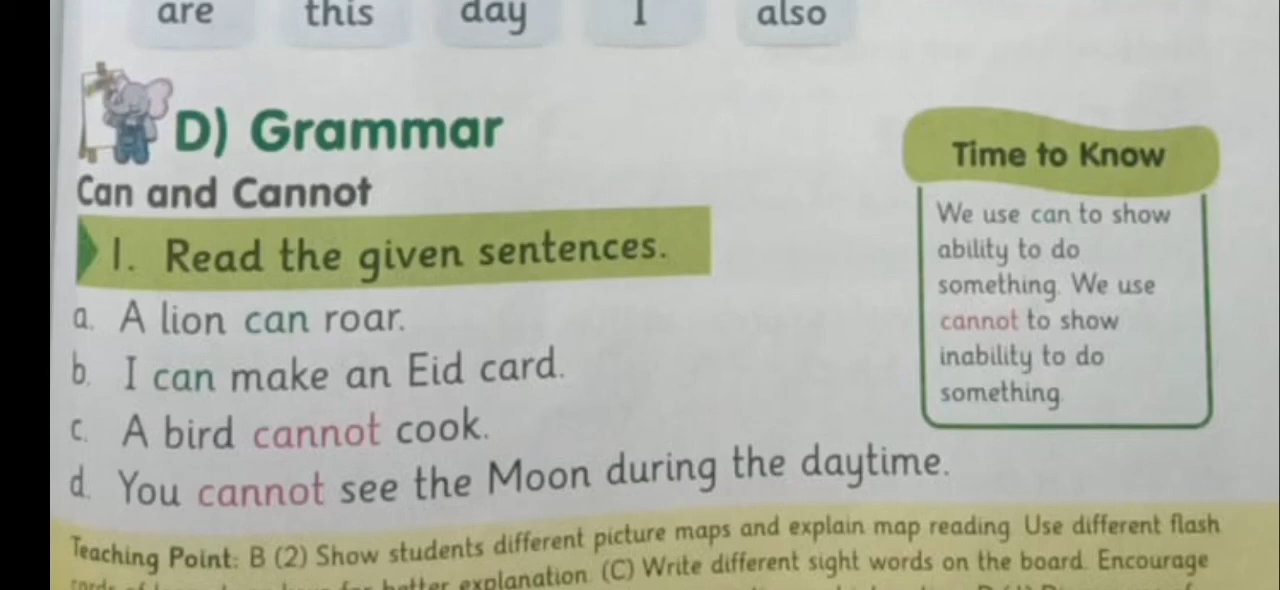 are this day I also
D) Grammar
Can and Cannot
1. Read the given sentences.
a. A lion can roar.
b. I can make an Eid card.
c. A bird cannot cook.
d. You cannot see the Moon during the daytime.
Time to Know
We use can to show
ability to do
something. We use
cannot to show
inability to do
something.
Teaching Point: B (2) Show students different picture maps and explain map reading. Use different flash
better explanation. (C) Write different sight words on the board. Encourage